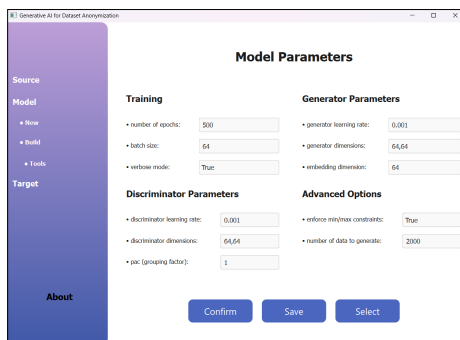 Generative AI for Dataset Anonymization
Source
Model
• New
• Build
• Tools
Target
About
Model Parameters
Training
• number of epochs: 500
• batch size: 64
• verbose mode: True
Generator Parameters
• generator learning rate: 0.001
• generator dimensions: 64,64
• embedding dimension: 64
Discriminator Parameters
• discriminator learning rate: 0.001
• discriminator dimensions: 64,64
• pac (grouping factor): 1
Advanced Options
• enforce min/max constraints: True
• number of data to generate: 2000
Confirm Save Select